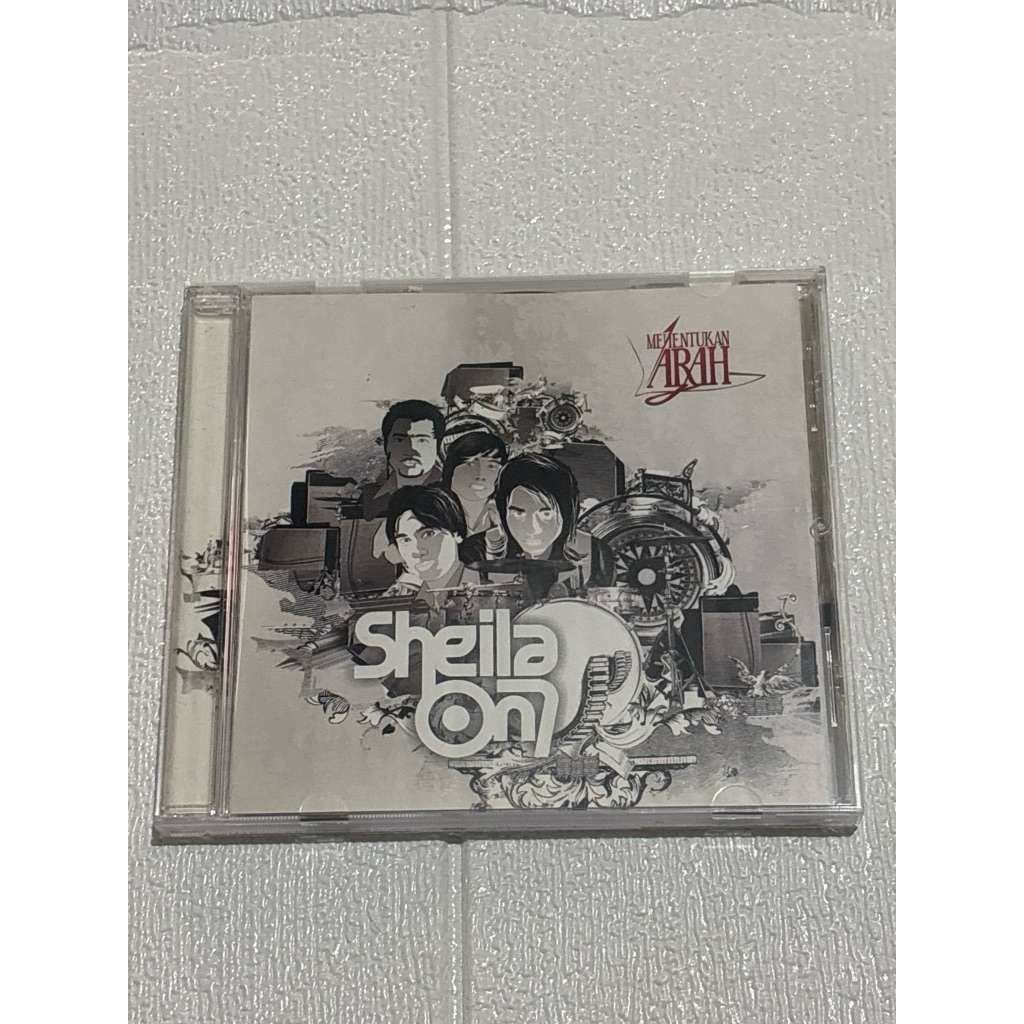 MENENTUKAN
ARAH
Sheila
On7